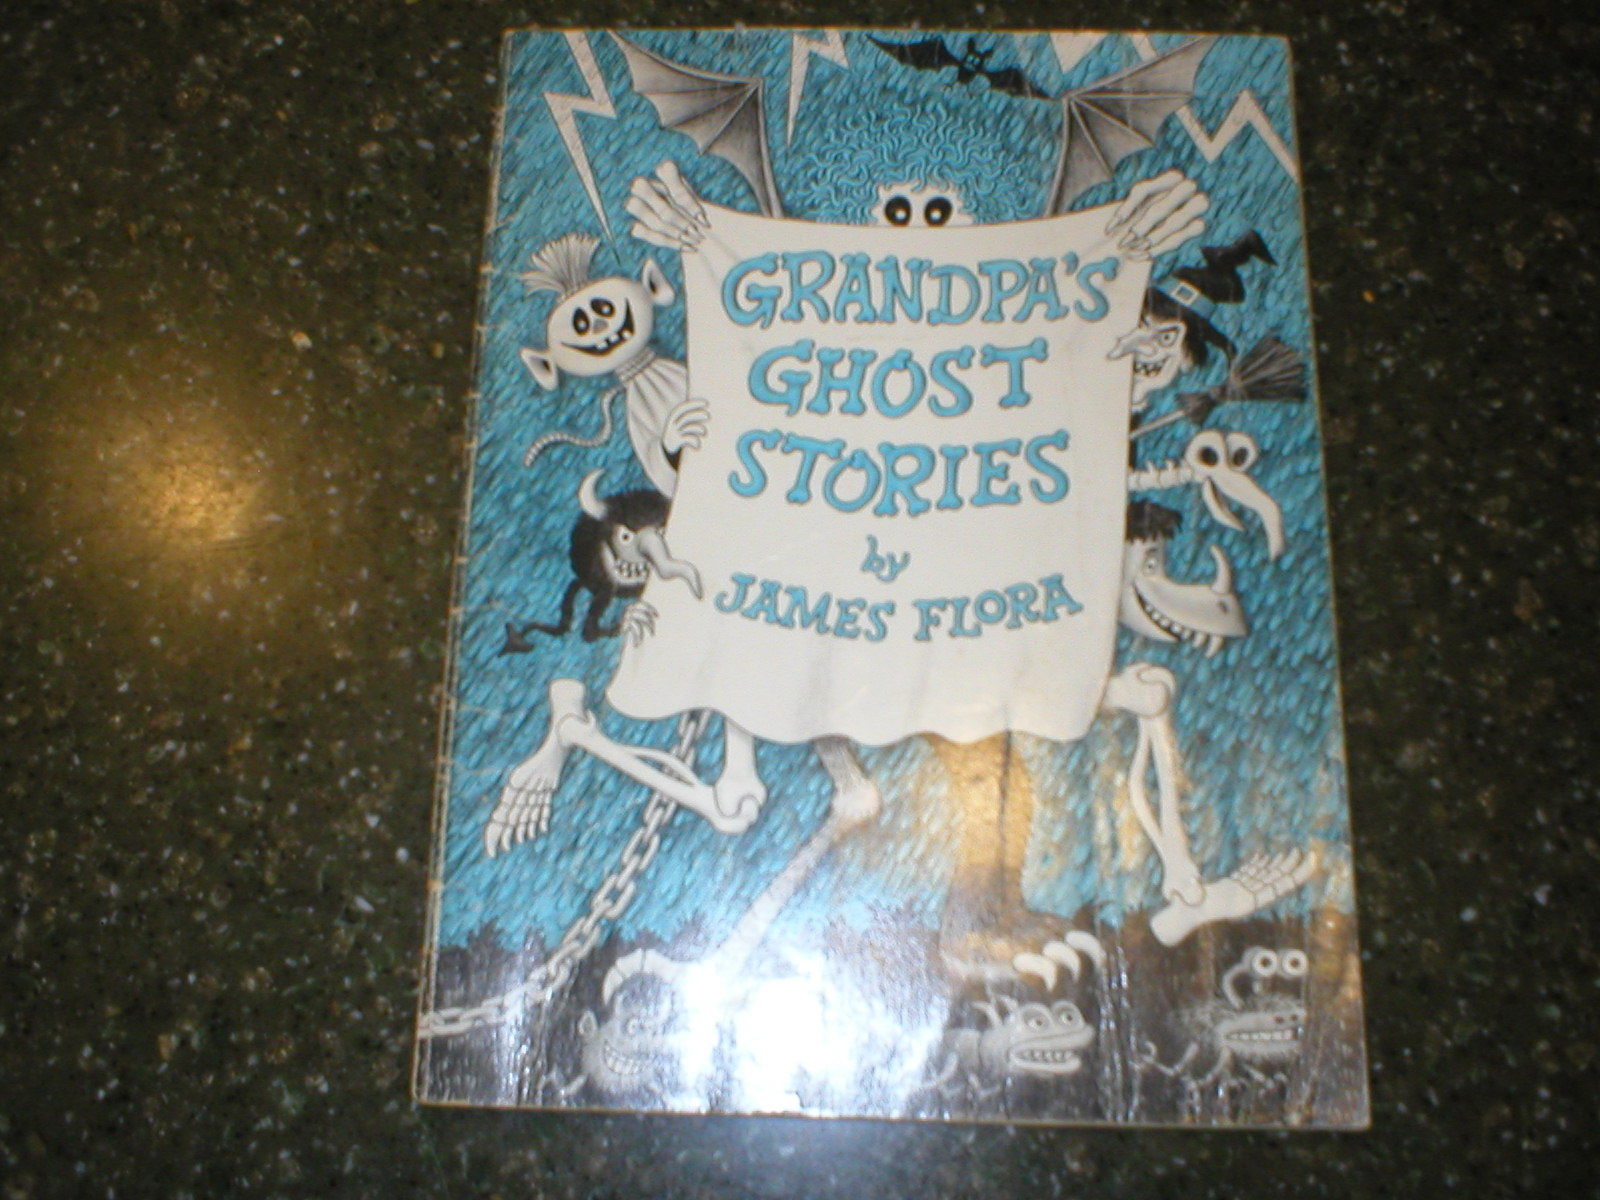 GRANDPA'S
GHOST
STORIES
by
JAMES FLORA